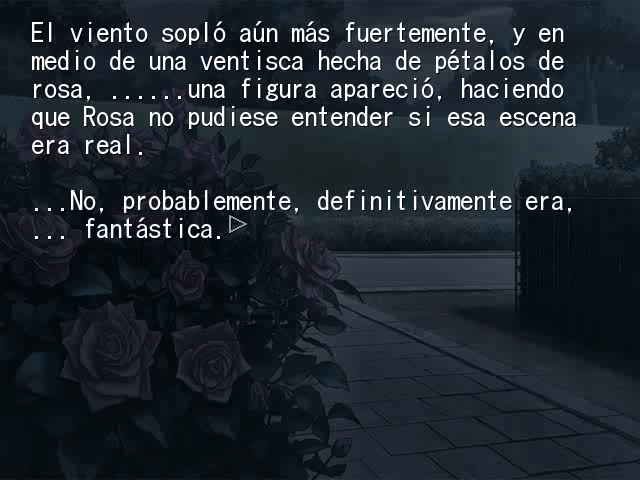 El viento sopló aún más fuertemente, y en
medio de una ventisca hecha de pétalos de
rosa, ......una figura apareció, haciendo
que Rosa no pudiese entender si esa escena
era real.
...No, probablemente, definitivamente era,
... fantástica.